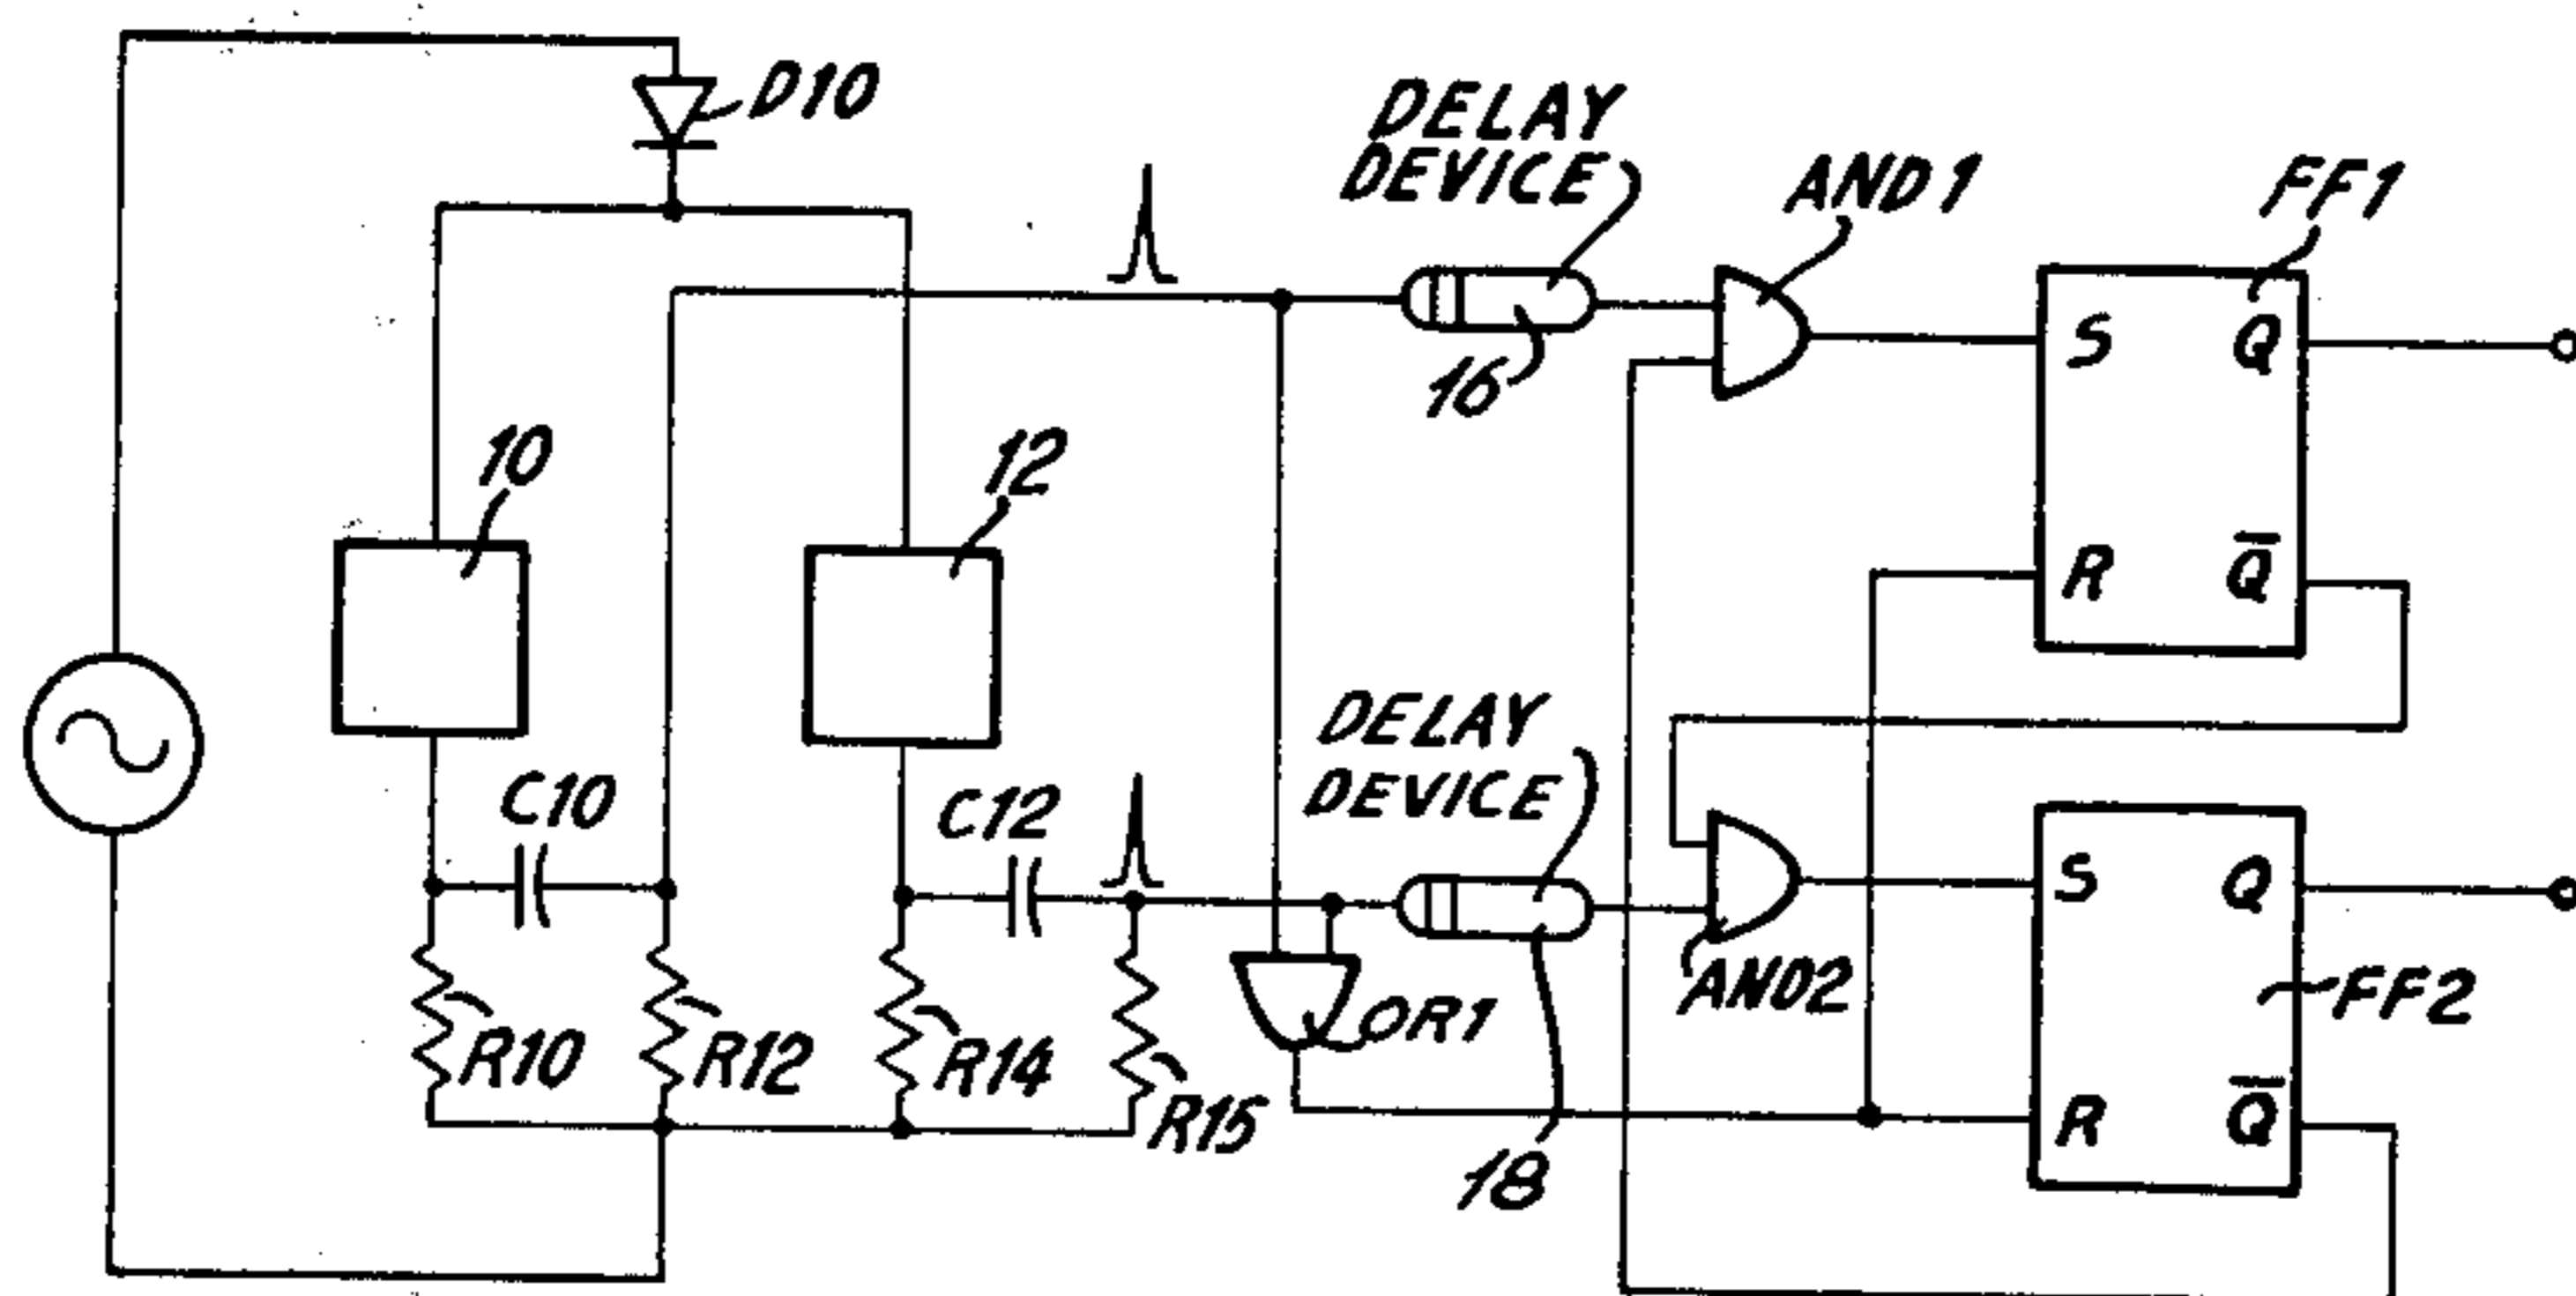 D10
DELAY
DEVICE
AND1
FF1
16
S
Q
10
12
R
Q̅
DELAY
DEVICE
C10
C12
S
Q
AND2
FF2
OR1
R10
R12
R14
R15
R
Q̅
18